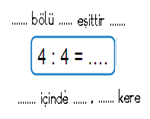 ...... bölü ...... eşittir .......
4 : 4 = ....
........ içinde ...... , ....... kere